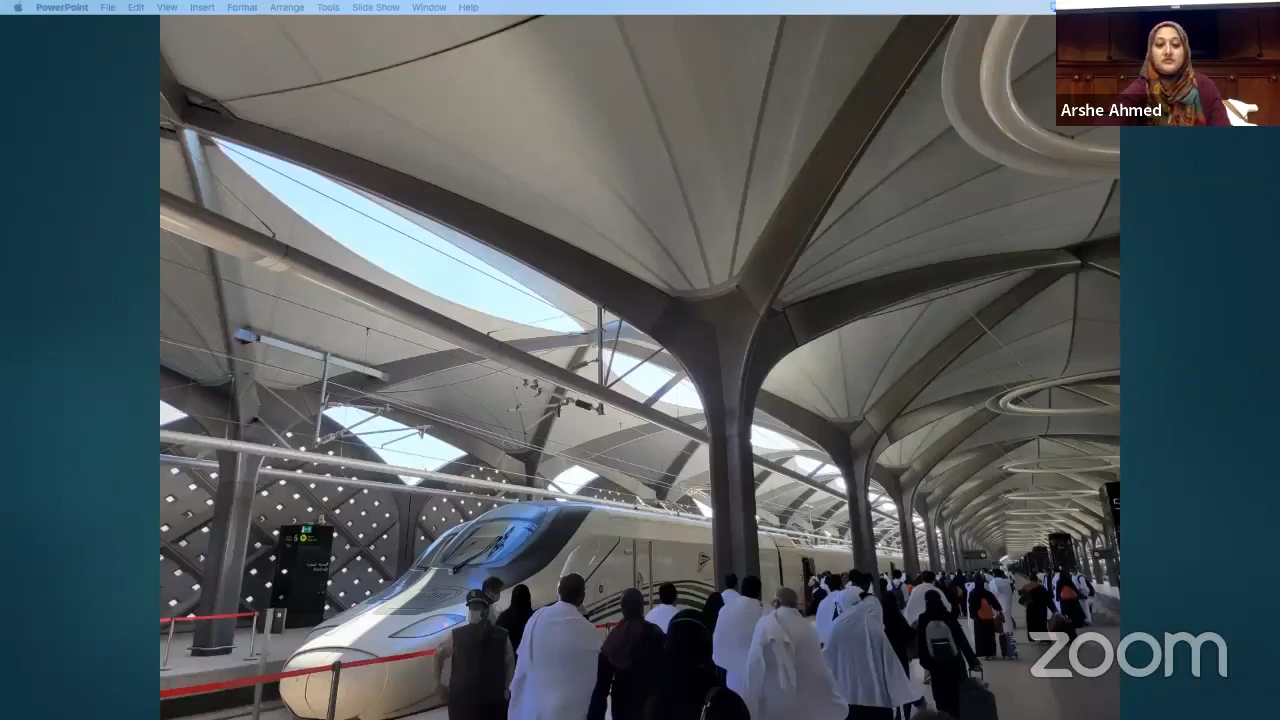 PowerPoint File Edit View Insert Format Arrange Tools Slide Show Window Help
Arshe Ahmed
zoom